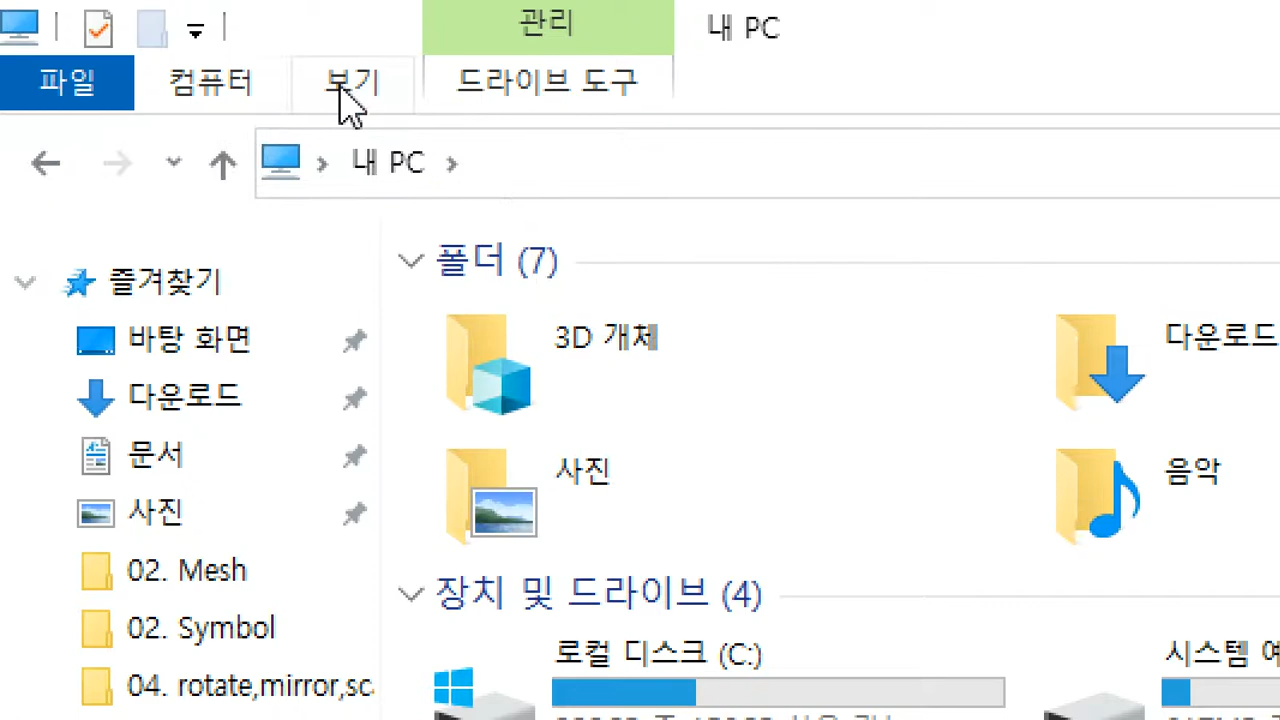 관리
내 PC
파일
컴퓨터
보기
드라이브 도구
내 PC
즐겨찾기
바탕 화면
다운로드
문서
사진
02. Mesh
02. Symbol
04. rotate,mirror,sc
폴더 (7)
3D 개체
다운로드
사진
음악
장치 및 드라이브 (4)
로컬 디스크 (C:)
시스템